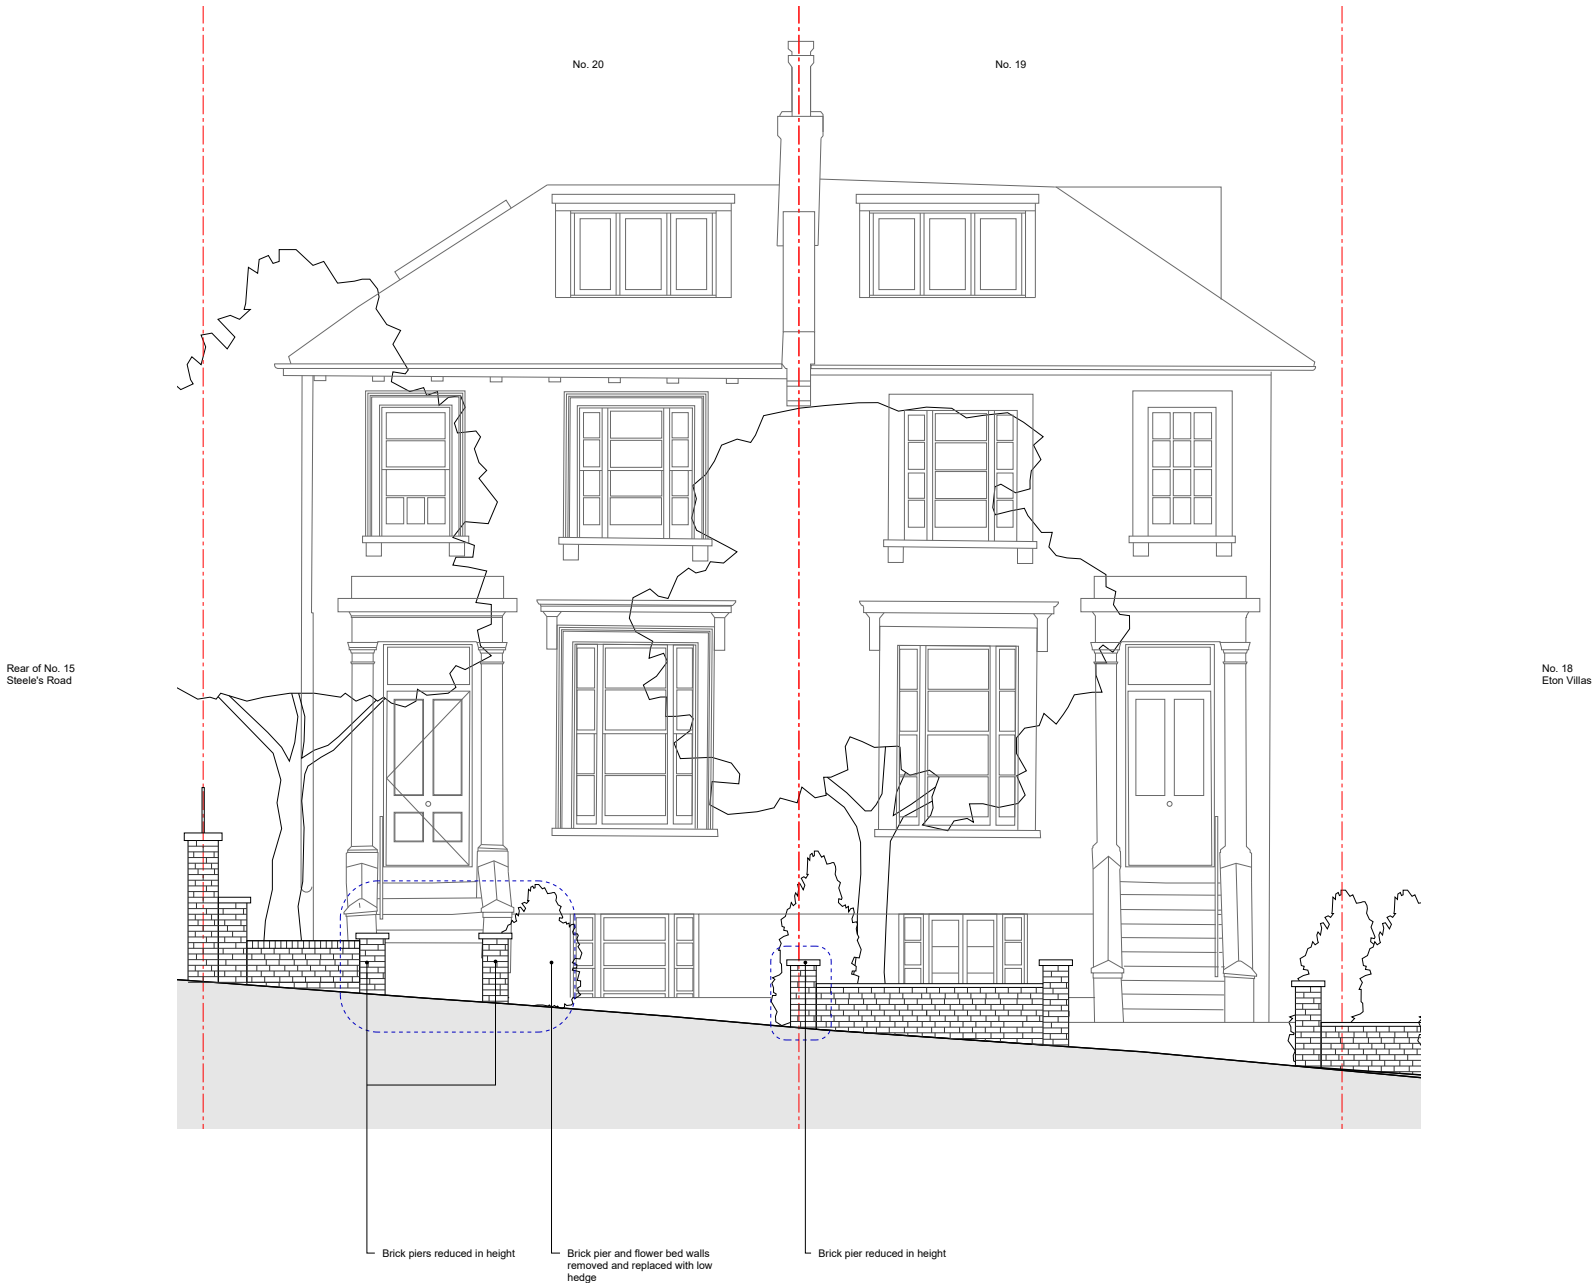 No. 20
No. 19
Rear of No. 15
Steele's Road
No. 18
Eton Villas
Brick piers reduced in height
Brick pier and flower bed walls
removed and replaced with low
hedge
Brick pier reduced in height